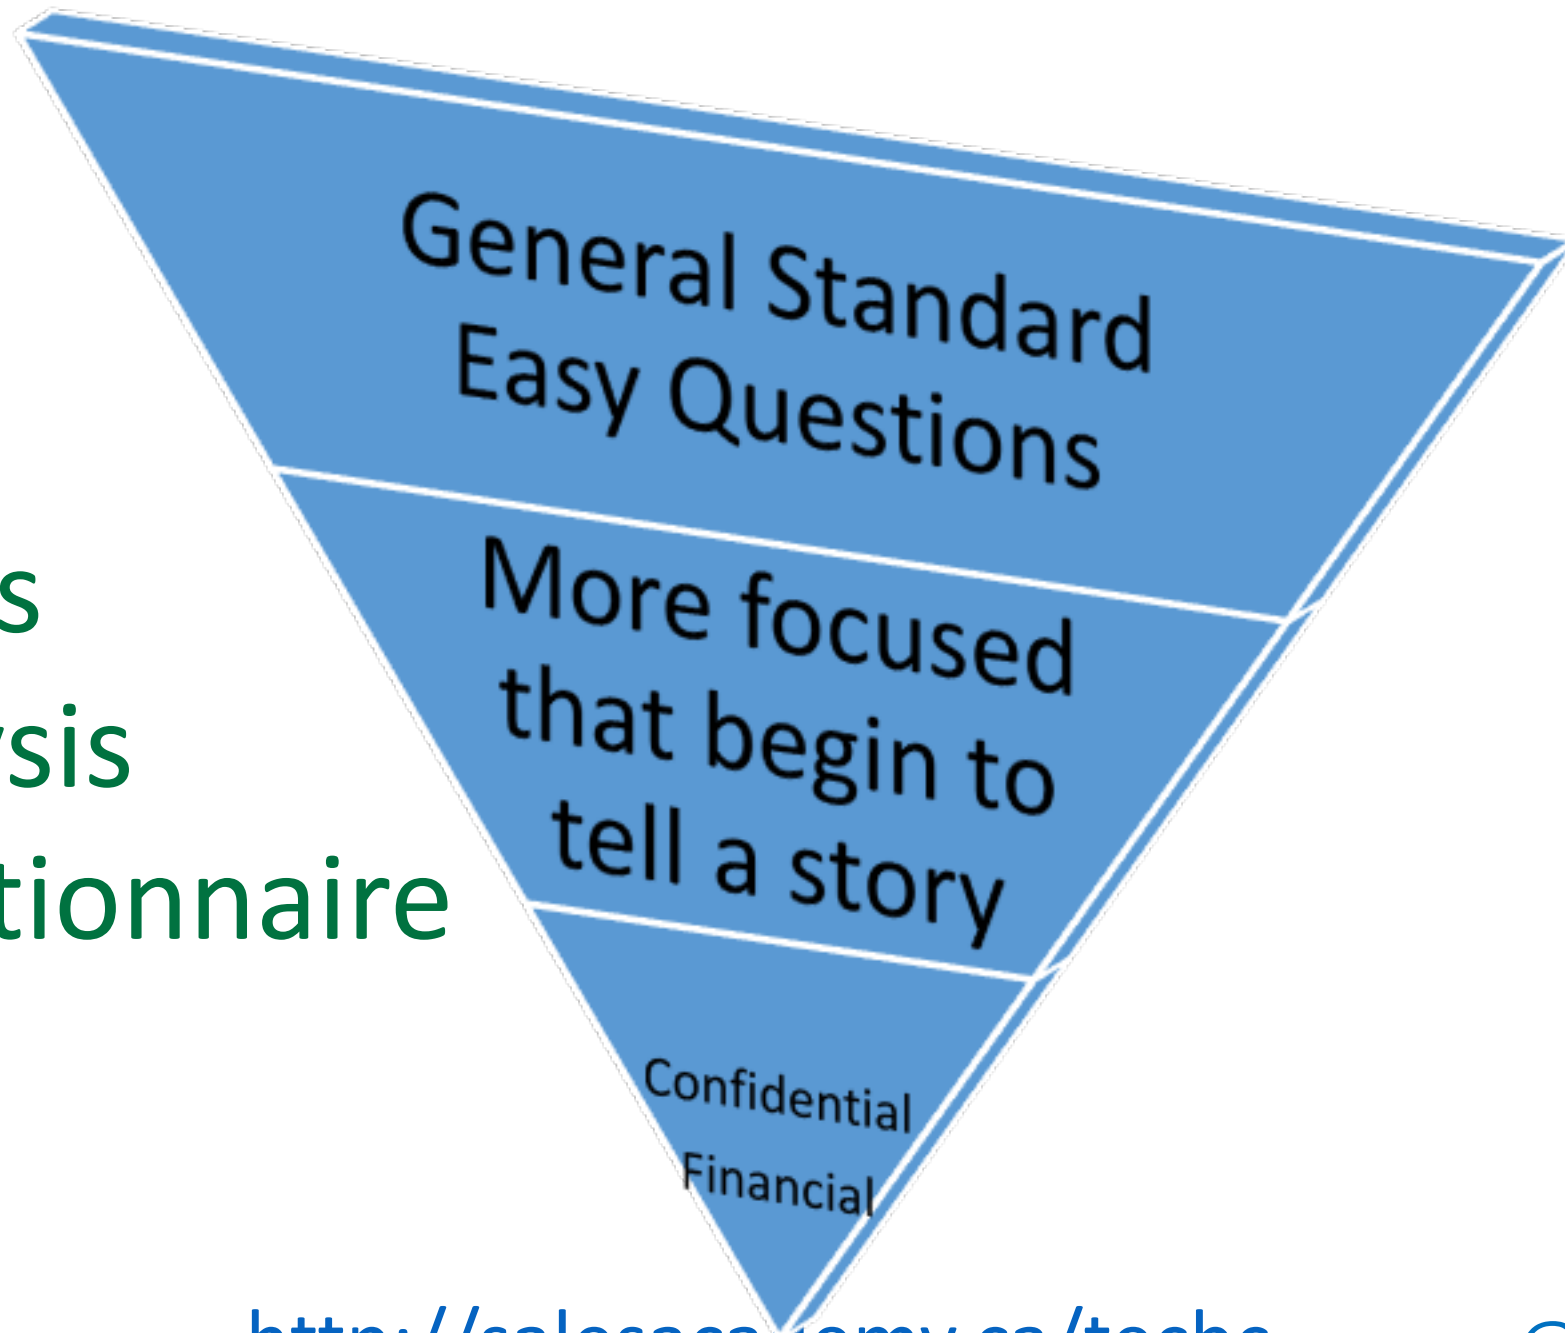 General Standard
Easy Questions
More focused
that begin to
tell a story
Confidential
Financial
s
ysis
tionnaire